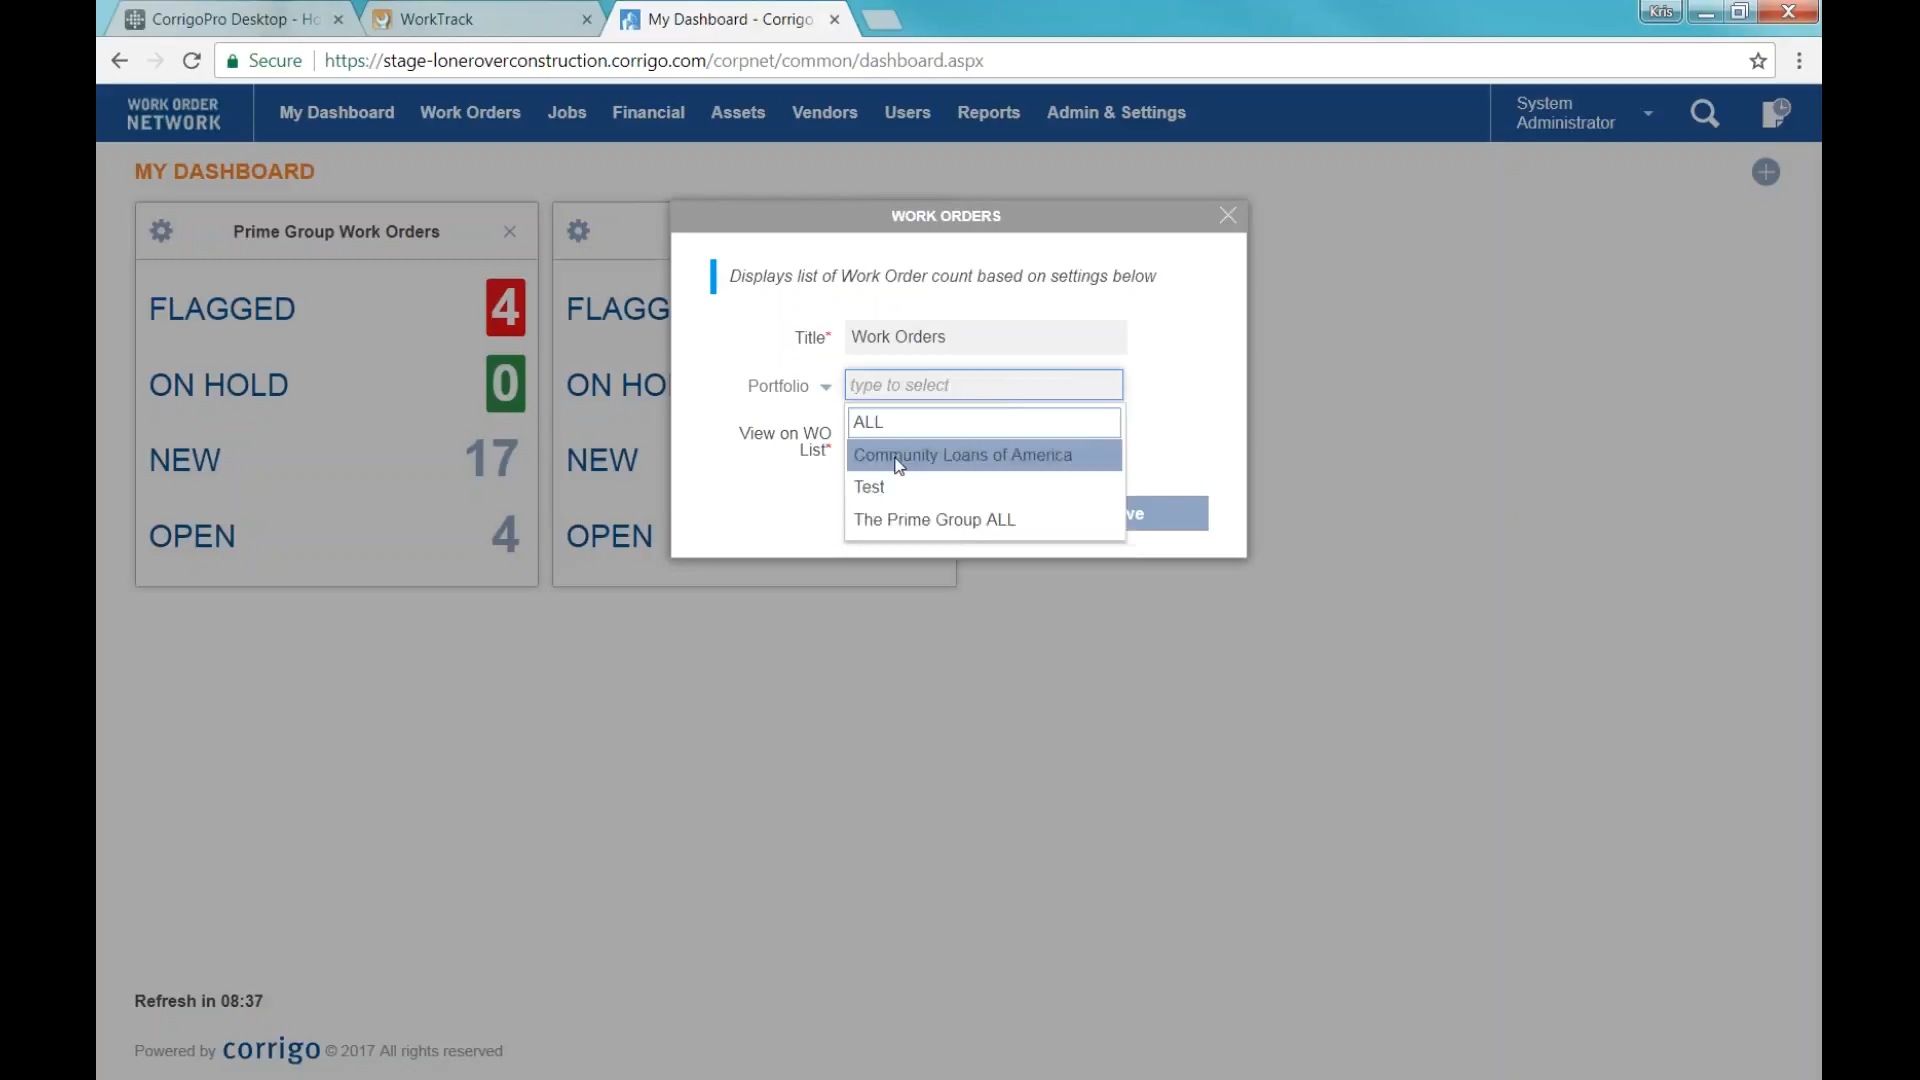 CorrigoPro Desktop - Ho
WorkTrack
My Dashboard - Corrigo
Kris
Secure
https://stage-loneroverconstruction.corrigo.com/corpnet/common/dashboard.aspx
WORK ORDER
NETWORK
My Dashboard
Work Orders
Jobs
Financial
Assets
Vendors
Users
Reports
Admin & Settings
System
Administrator
MY DASHBOARD
Prime Group Work Orders
FLAGGED 4
ON HOLD 0
NEW 17
OPEN 4
FLAGG
ON HO
NEW
OPEN
WORK ORDERS
Displays list of Work Order count based on settings below
Title* Work Orders
Portfolio type to select
View on WO
List*
ALL
Community Loans of America
Test
The Prime Group ALL
ve
Refresh in 08:37
Powered by corrigo © 2017 All rights reserved